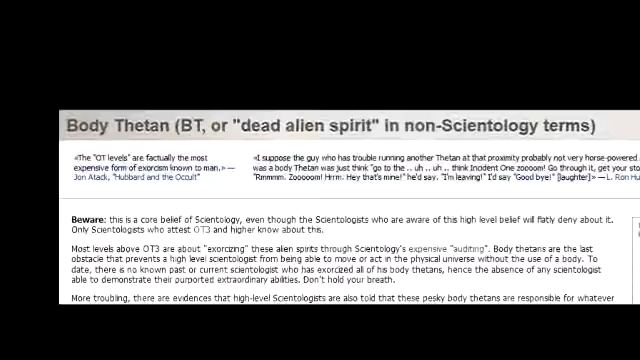 Body Thetan (BT, or "dead alien spirit" in non-Scientology terms)
«The "OT levels" are factually the most
expensive form of exorcism known to man.» —
Jon Atack, "Hubbard and the Occult"
«I suppose the guy who has trouble running another Thetan at that proximity probably not very horse-powered
was a body Thetan was just think "go to the .. uh .. uh .. think Incident One zoooom! Go through it, get your sto
"Rnmmmm. Zoooom! Hrrm. Hey that's mine!" he'd say. "I'm leaving!" I'd say "Good bye!" [laughter]» — L. Ron Hu
Beware: this is a core belief of Scientology, even though the Scientologists who are aware of this high level belief will flatly deny about it.
Only Scientologists who attest OT3 and higher know about this.
Most levels above OT3 are about "exorcizing" these alien spirits through Scientology's expensive "auditing". Body thetans are the last
obstacle that prevents a high level scientologist from being able to move or act in the physical universe without the use of a body. To
date, there is no known past or current scientologist who has exorcized all of his body thetans, hence the absence of any scientologist
able to demonstrate their purported extraordinary abilities. Don't hold your breath.
More troubling, there are evidences that high-level Scientologists are also told that these pesky body thetans are responsible for whatever